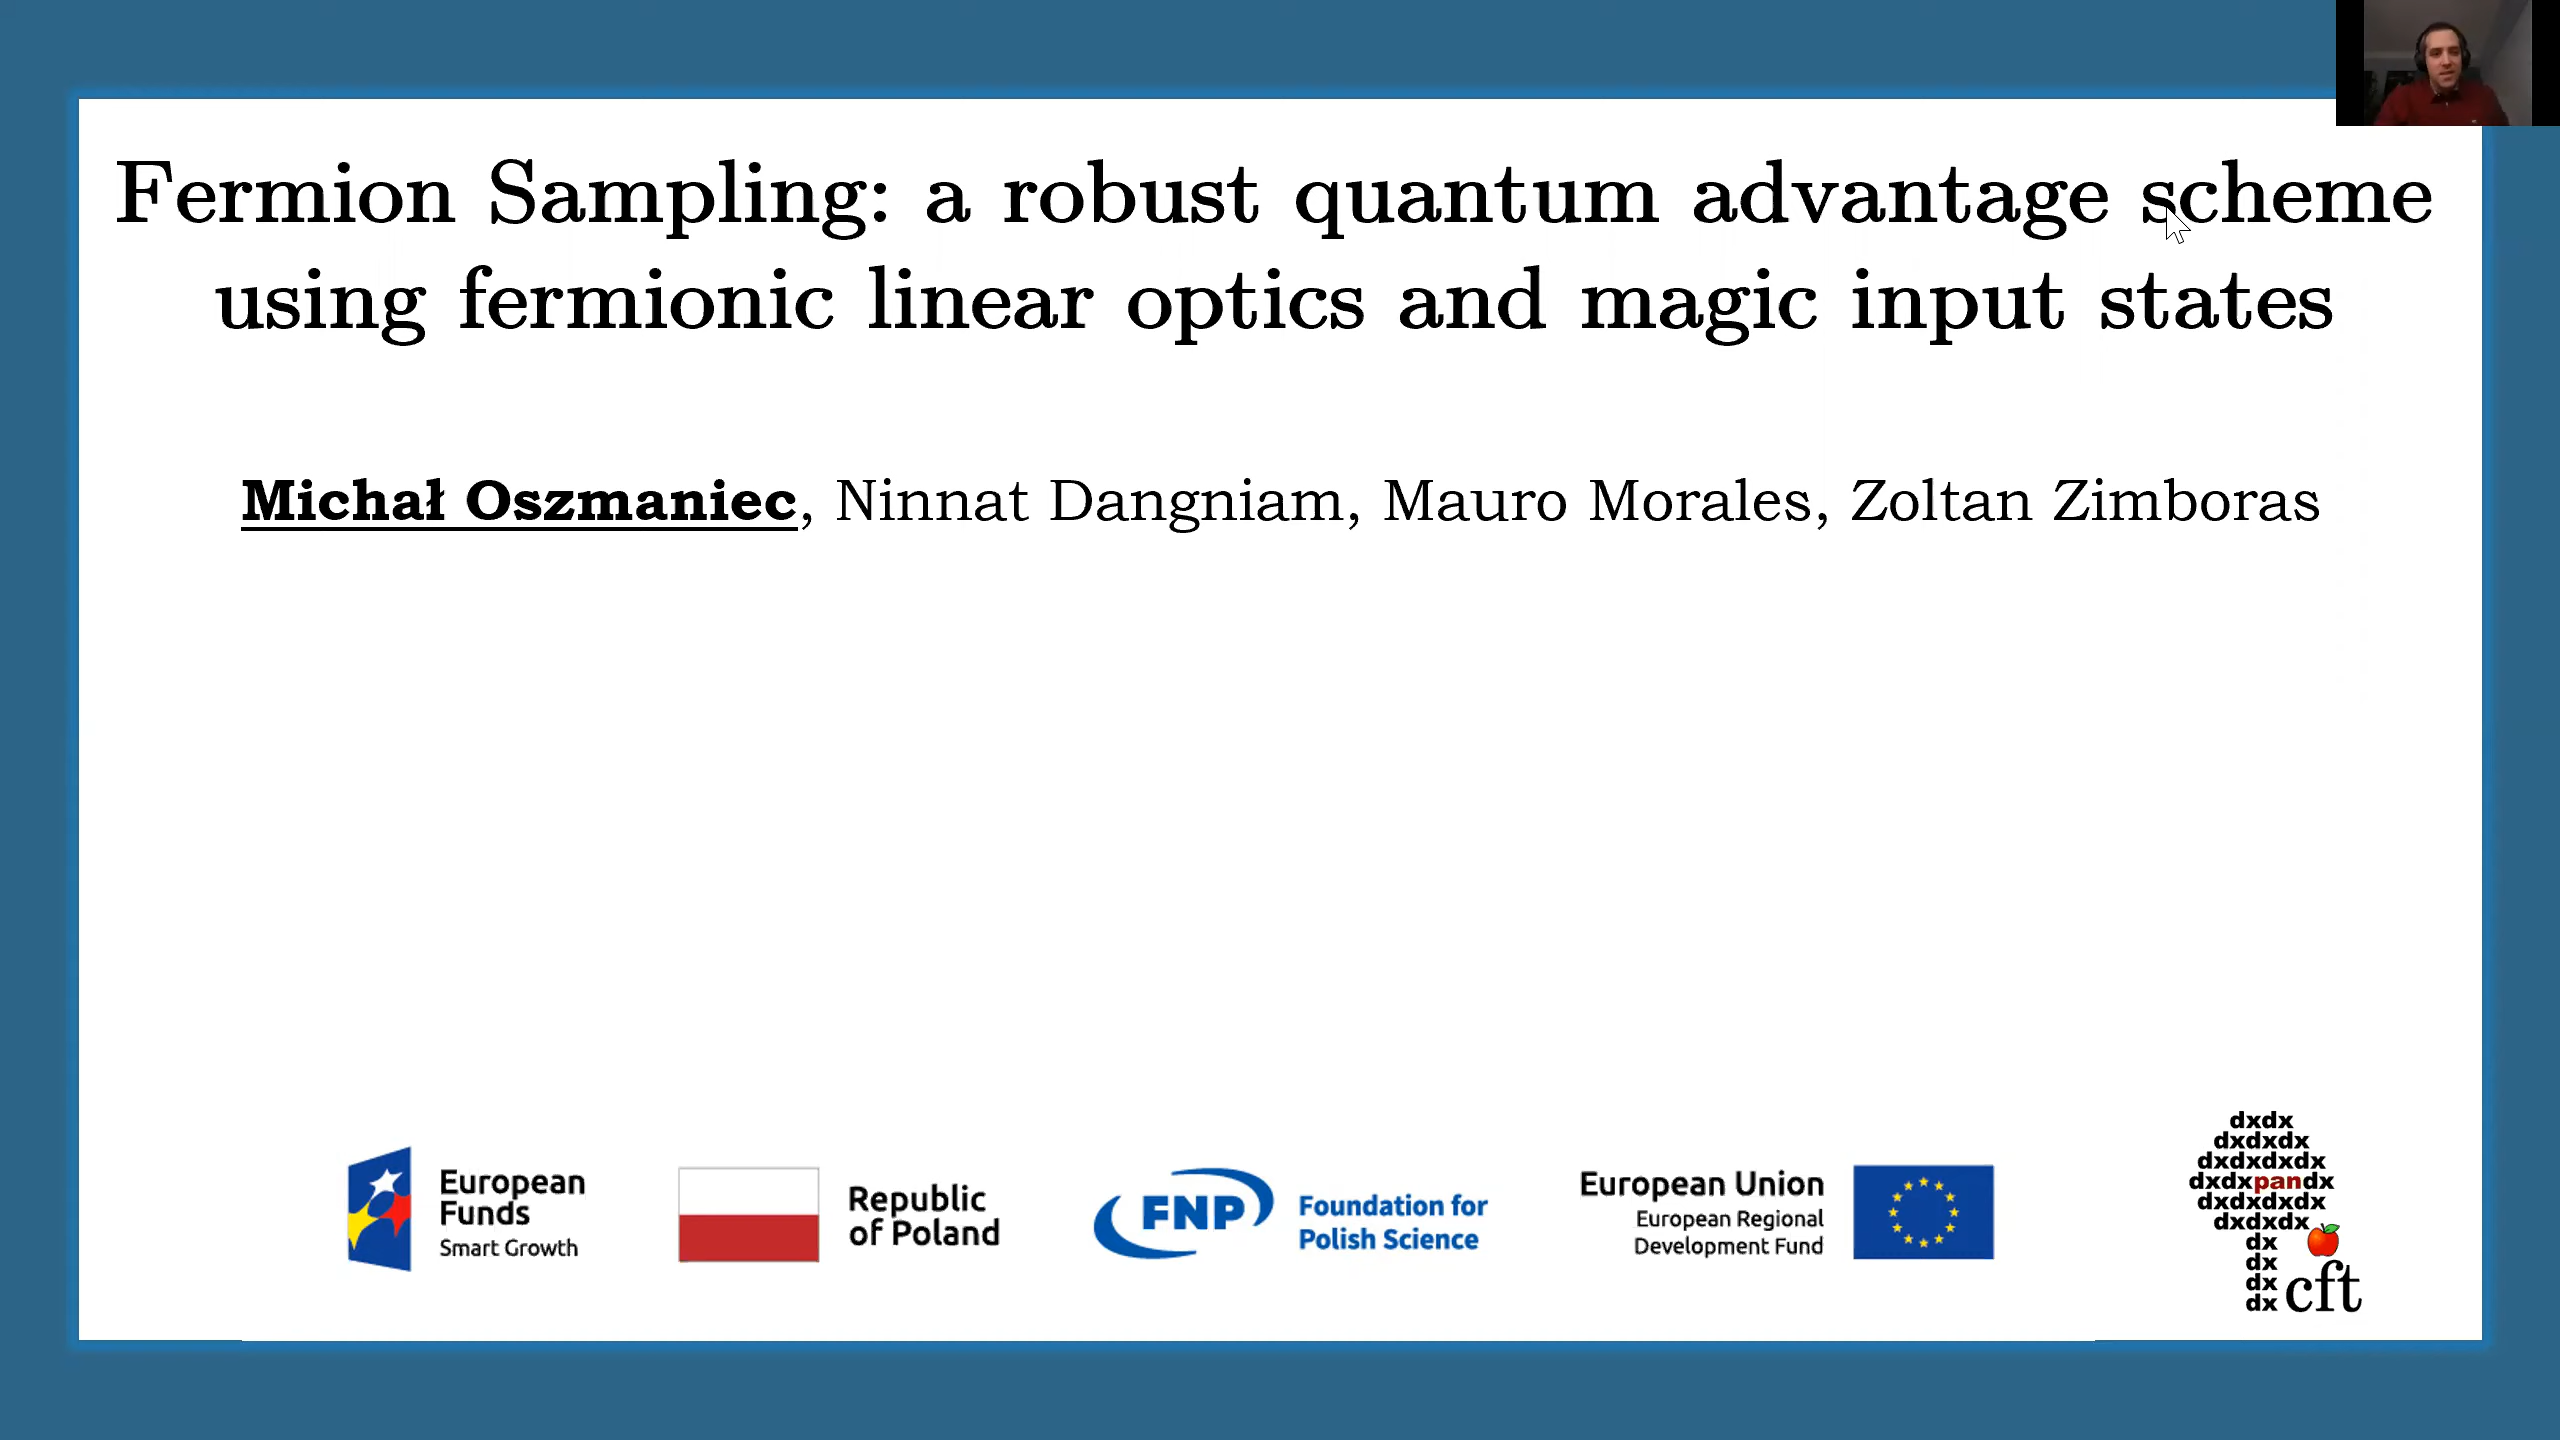 Fermion Sampling: a robust quantum advantage scheme
using fermionic linear optics and magic input states
Michał Oszmaniec, Ninnat Dangniam, Mauro Morales, Zoltan Zimboras
European
Funds
Smart Growth
Republic
of Poland
FNP
Foundation for
Polish Science
European Union
European Regional
Development Fund
dxdx
dxdxdx
dxdxdxdx
dxdxpandx
dxdxdxdx
dxdxdx
dx
dx
dx
dx cft